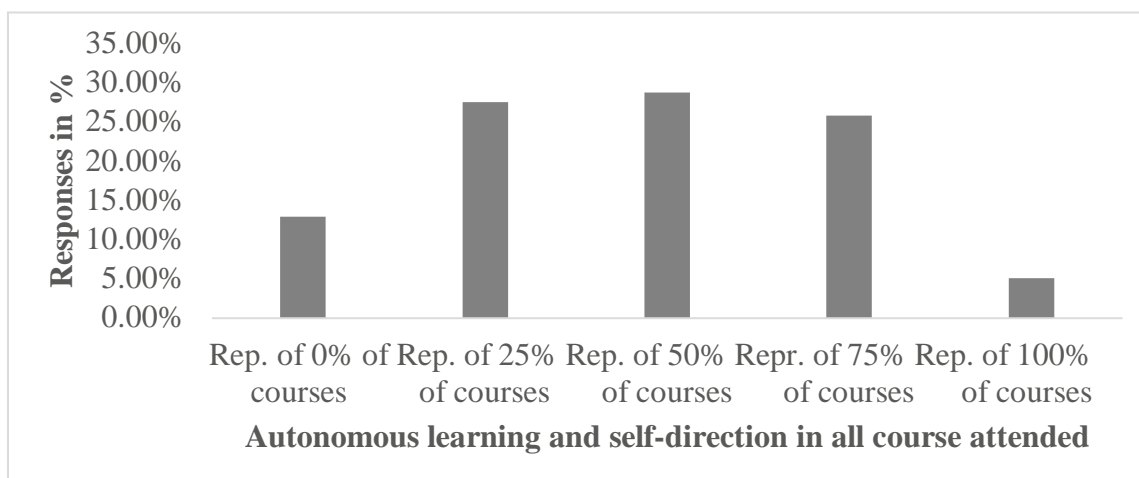 35.00%
30.00%
25.00%
20.00%
15.00%
10.00%
5.00%
0.00%
Responses in %
Rep. of 0% of
courses
Rep. of 25%
of courses
Rep. of 50%
of courses
Repr. of 75%
of courses
Rep. of 100%
of courses
Autonomous learning and self-direction in all course attended